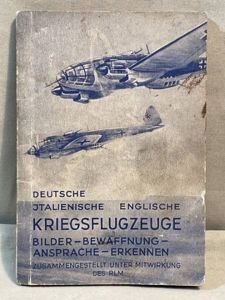 DEUTSCHE
JTALIENISCHE ENGLISCHE
KRIEGSFLUGZEUGE
BILDER-BEWAFFNUNG-
ANSPRACHE-ERKENNEN
ZUSAMMENGESTELLT UNTER MITWIRKUNG
DES RLM